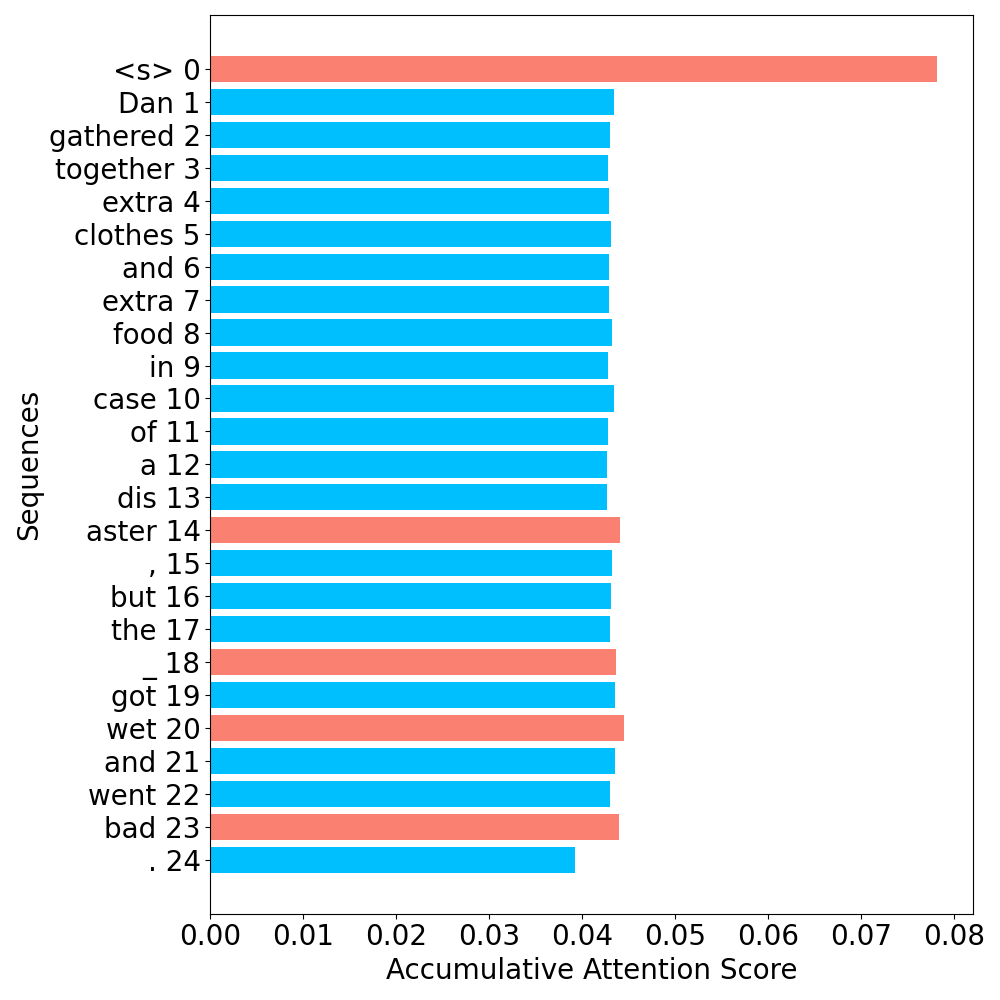 <s> 0
Dan 1
gathered 2
together 3
extra 4
clothes 5
and 6
extra 7
food 8
in 9
case 10
of 11
a 12
dis 13
aster 14
, 15
but 16
the 17
_ 18
got 19
wet 20
and 21
went 22
bad 23
. 24
Sequences
0.00 0.01 0.02 0.03 0.04 0.05 0.06 0.07 0.08
Accumulative Attention Score